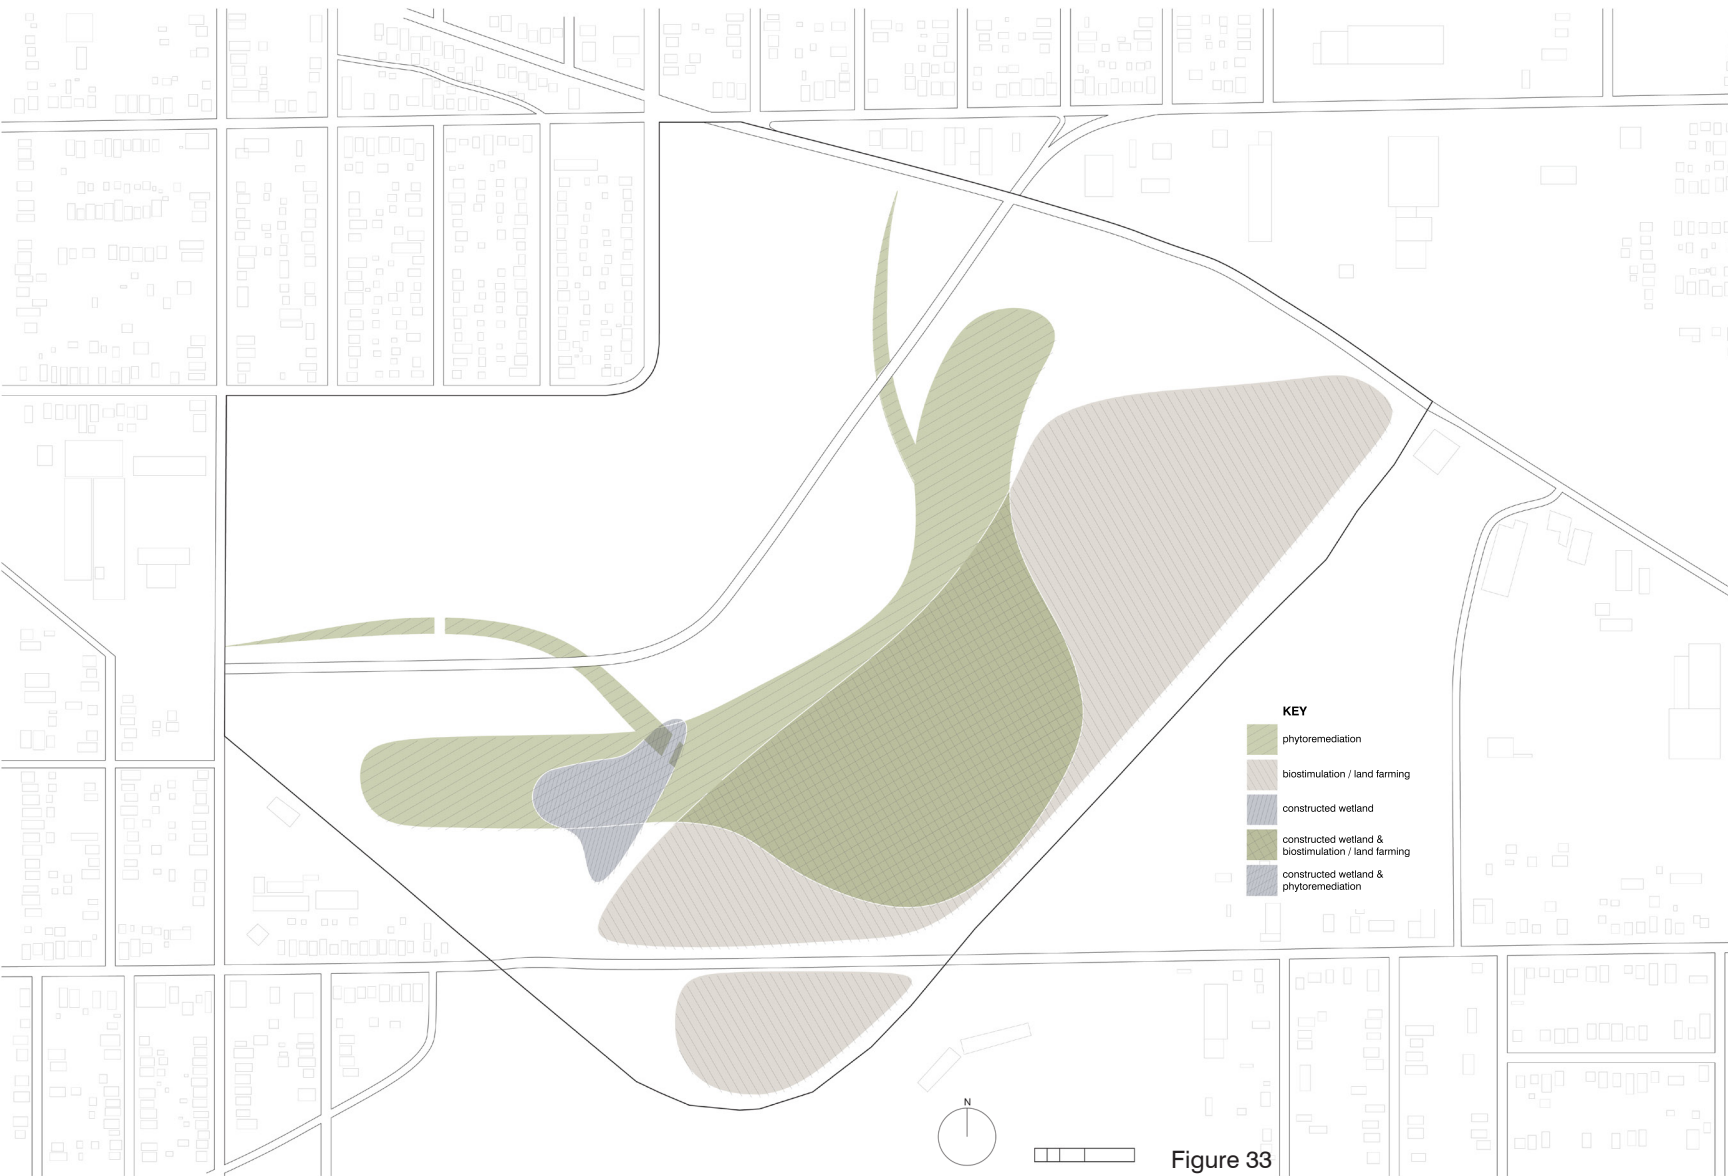 KEY
phytoremediation
biostimulation / land farming
constructed wetland
constructed wetland &
biostimulation / land farming
constructed wetland &
phytoremediation
N
Figure 33